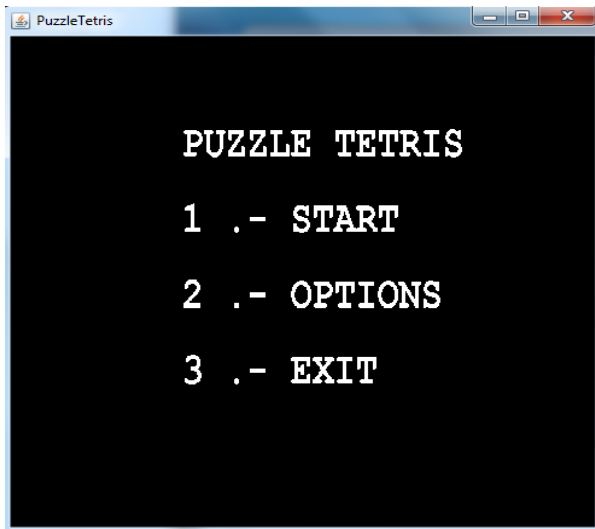 PuzzleTetris
PUZZLE TETRIS
1 .- START
2 .- OPTIONS
3 .- EXIT